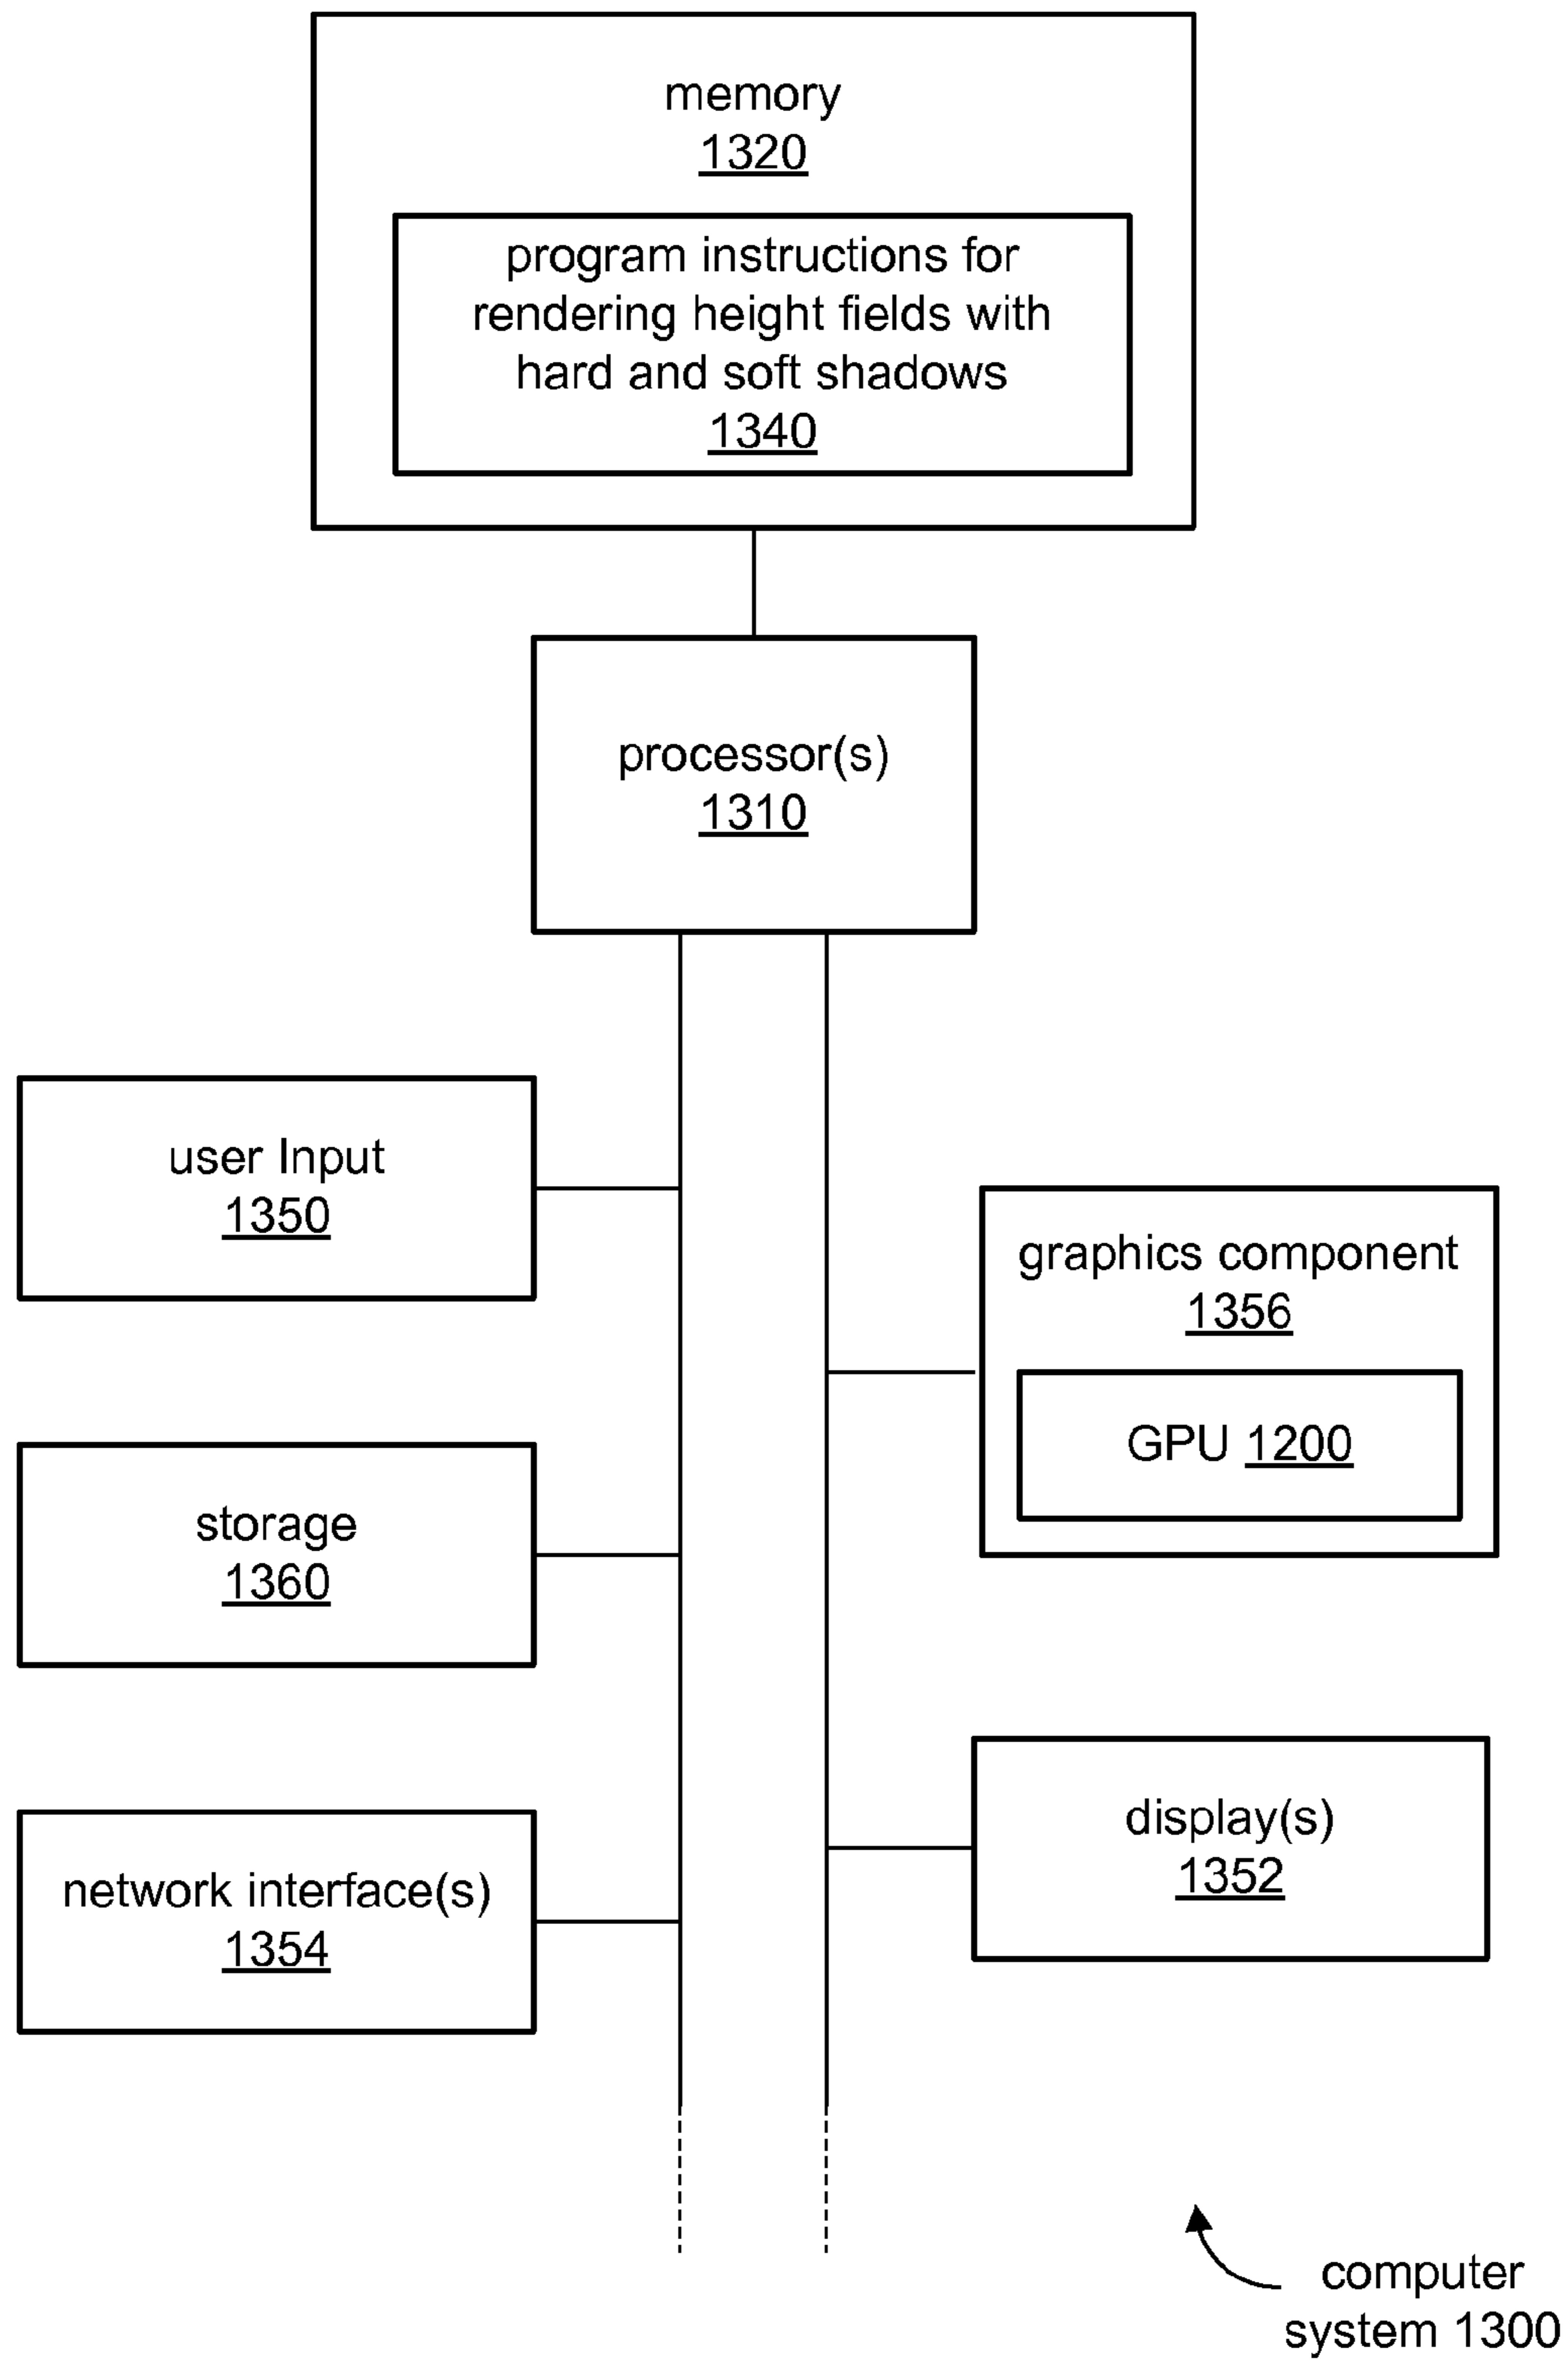 memory
1320
program instructions for
rendering height fields with
hard and soft shadows
1340
processor(s)
1310
user Input
1350
graphics component
1356
GPU 1200
storage
1360
display(s)
1352
network interface(s)
1354
computer
system 1300